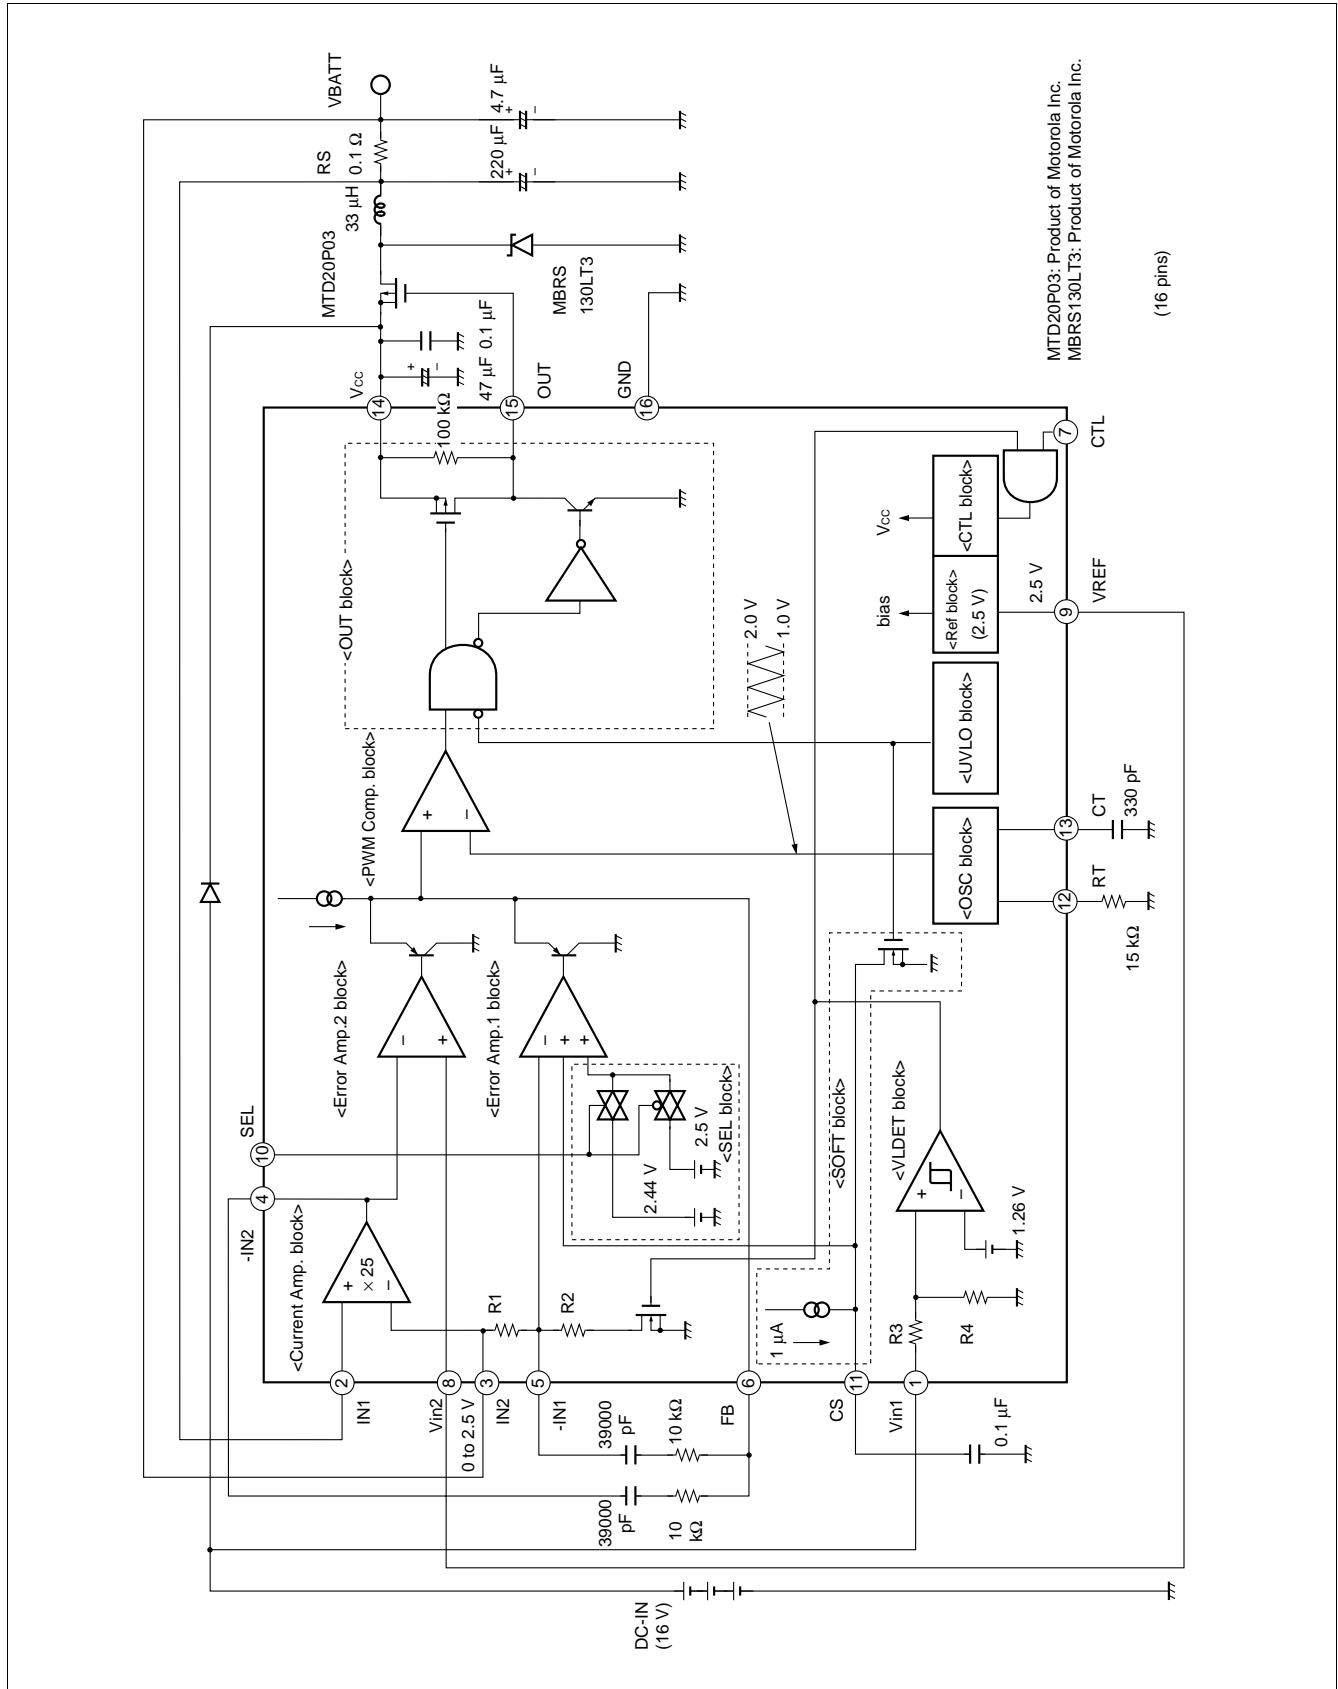 VBATT
RS
0.1 Ω
33 μH
MTD20P03
220 μF
4.7 μF
+
−
+
−
MBRS
130LT3
0.1 μF
47 μF
+
−
Vcc
14
OUT
15
GND
16
100 kΩ
<OUT block>
<PWM Comp. block>
+
−
2.0 V
1.0 V
CTL
7
<CTL block>
Vcc
<Ref block>
(2.5 V)
bias
2.5 V
VREF
9
<UVLO block>
<OSC block>
CT
13
330 pF
RT
12
15 kΩ
<Error Amp.2 block>
−
+
<Error Amp.1 block>
−
+
+
SEL
10
-IN2
4
2.5 V
<SEL block>
2.44 V
<SOFT block>
<VLDET block>
+
−
1.26 V
<Current Amp. block>
+
× 25
−
R1
R2
1 μA
R3
R4
2
IN1
8
Vin2
0 to 2.5 V
3
IN2
5
-IN1
6
FB
11
CS
1
Vin1
39000
pF
10 kΩ
39000
pF
10
kΩ
0.1 μF
DC-IN
(16 V)
MTD20P03: Product of Motorola Inc.
MBRS130LT3: Product of Motorola Inc.
(16 pins)